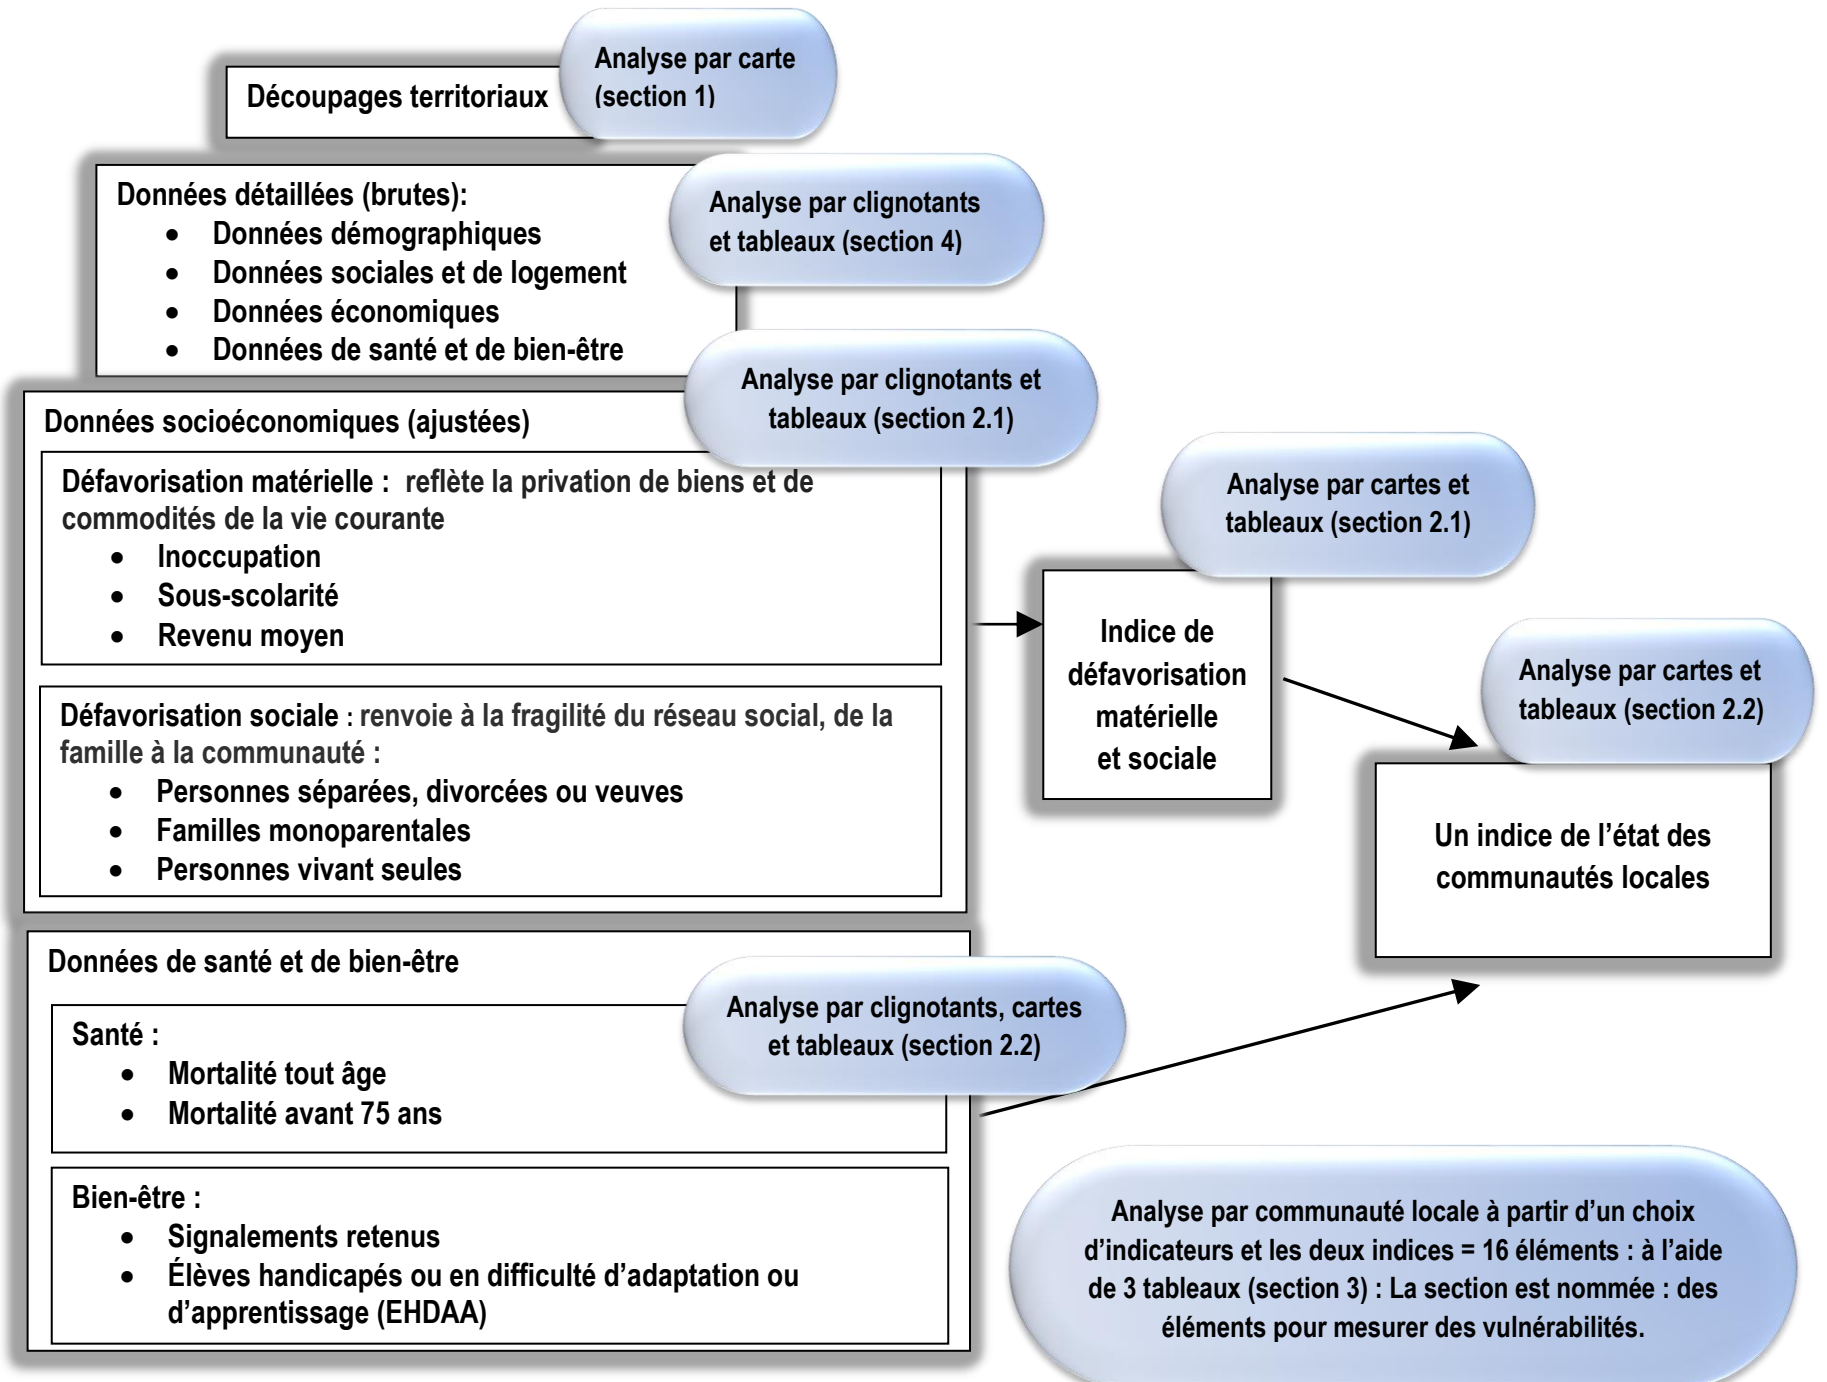 Analyse par carte
(section 1)
Découpages territoriaux
Données détaillées (brutes):
• Données démographiques
• Données sociales et de logement
• Données économiques
• Données de santé et de bien-être
Analyse par clignotants
et tableaux (section 4)
Analyse par clignotants et
tableaux (section 2.1)
Données socioéconomiques (ajustées)
Défavorisation matérielle : reflète la privation de biens et de
commodités de la vie courante
• Inoccupation
• Sous-scolarité
• Revenu moyen
Défavorisation sociale : renvoie à la fragilité du réseau social, de la
famille à la communauté :
• Personnes séparées, divorcées ou veuves
• Familles monoparentales
• Personnes vivant seules
Analyse par cartes et
tableaux (section 2.1)
Indice de
défavorisation
matérielle
et sociale
Analyse par cartes et
tableaux (section 2.2)
Un indice de l’état des
communautés locales
Données de santé et de bien-être
Analyse par clignotants, cartes
et tableaux (section 2.2)
Santé :
• Mortalité tout âge
• Mortalité avant 75 ans
Bien-être :
• Signalements retenus
• Élèves handicapés ou en difficulté d’adaptation ou
d’apprentissage (EHDAA)
Analyse par communauté locale à partir d’un choix
d’indicateurs et les deux indices = 16 éléments : à l’aide
de 3 tableaux (section 3) : La section est nommée : des
éléments pour mesurer des vulnérabilités.